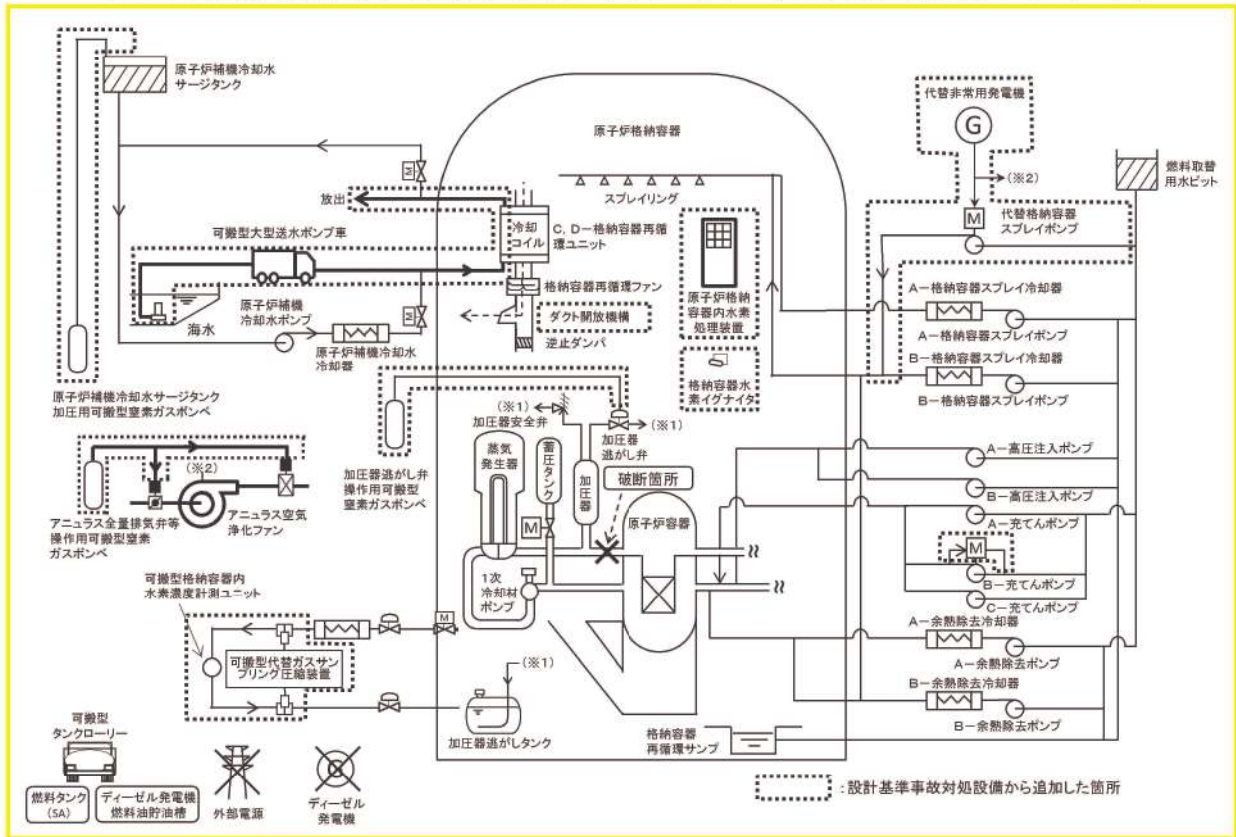 原子炉補機冷却水
サージタンク
放出
M
可搬型大型送水ポンプ車
海水
原子炉補機
冷却水ポンプ
原子炉補機冷却水
冷却器
M
原子炉補機冷却水サージタンク
加圧用可搬型窒素ガスボンベ
原子炉格納容器
スプレイリング
冷却
コイル
C, D－格納容器再循
環ユニット
格納容器再循環ファン
ダクト開放機構
逆止ダンパ
原子炉格納
容器内水素
処理装置
格納容器水
素イグナイタ
代替非常用発電機
G
(※2)
M
代替格納容器
スプレイポンプ
燃料取替
用水ピット
A－格納容器スプレイ冷却器
A－格納容器スプレイポンプ
B－格納容器スプレイ冷却器
B－格納容器スプレイポンプ
(※2)
アニュラス全量排気弁等
操作用可搬型窒素
ガスボンベ
アニュラス空気
浄化ファン
加圧器逃がし弁
操作用可搬型
窒素ガスボンベ
(※1)
加圧器安全弁
(※1)
加圧器
逃がし弁
蒸気
発生器
蓄圧タンク
加圧器
破断箇所
原子炉容器
M
1次
冷却材
ポンプ
A－高圧注入ポンプ
B－高圧注入ポンプ
A－充てんポンプ
M
B－充てんポンプ
C－充てんポンプ
A－余熱除去冷却器
A－余熱除去ポンプ
B－余熱除去冷却器
B－余熱除去ポンプ
可搬型格納容器内
水素濃度計測ユニット
可搬型代替ガスサン
プリング圧縮装置
M
(※1)
加圧器逃がしタンク
格納容器
再循環サンプ
可搬型
タンクローリー
燃料タンク
(SA)
ディーゼル発電機
燃料油貯油槽
外部電源
ディーゼル
発電機
：設計基準事故対処設備から追加した箇所